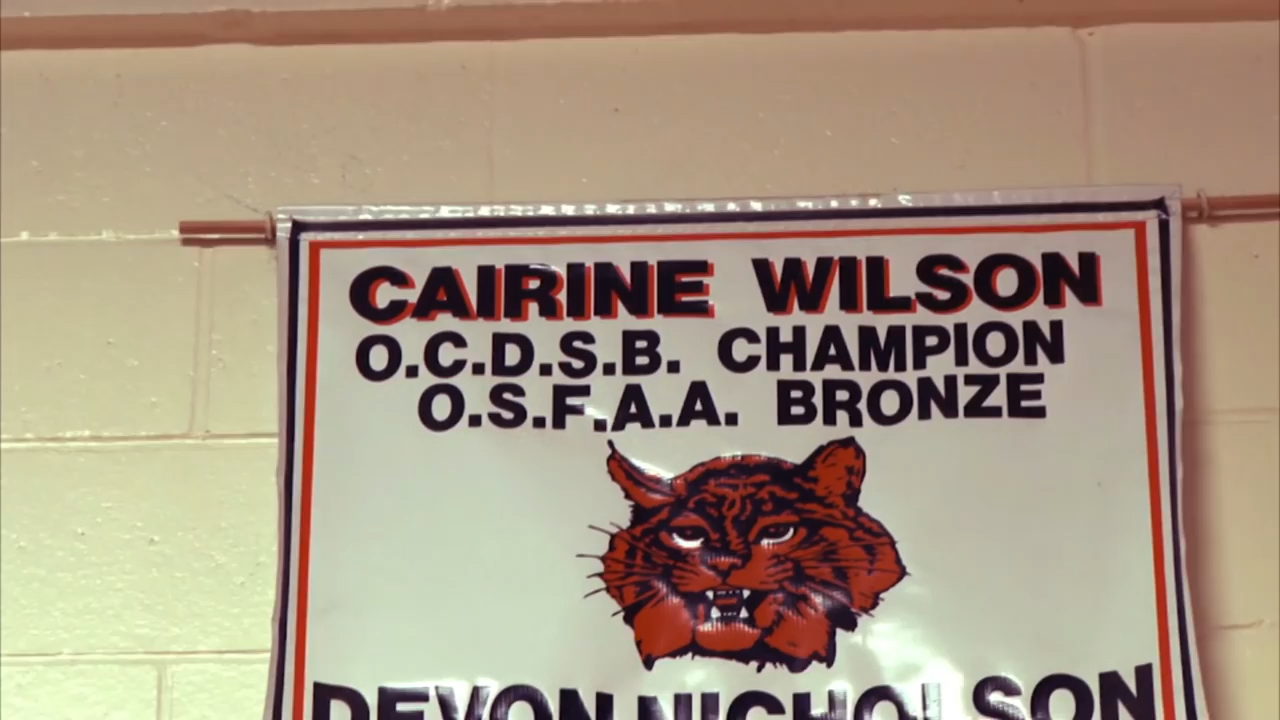 CAIRINE WILSON
O.C.D.S.B. CHAMPION
O.S.F.A.A. BRONZE
DEVON NICHOLSON